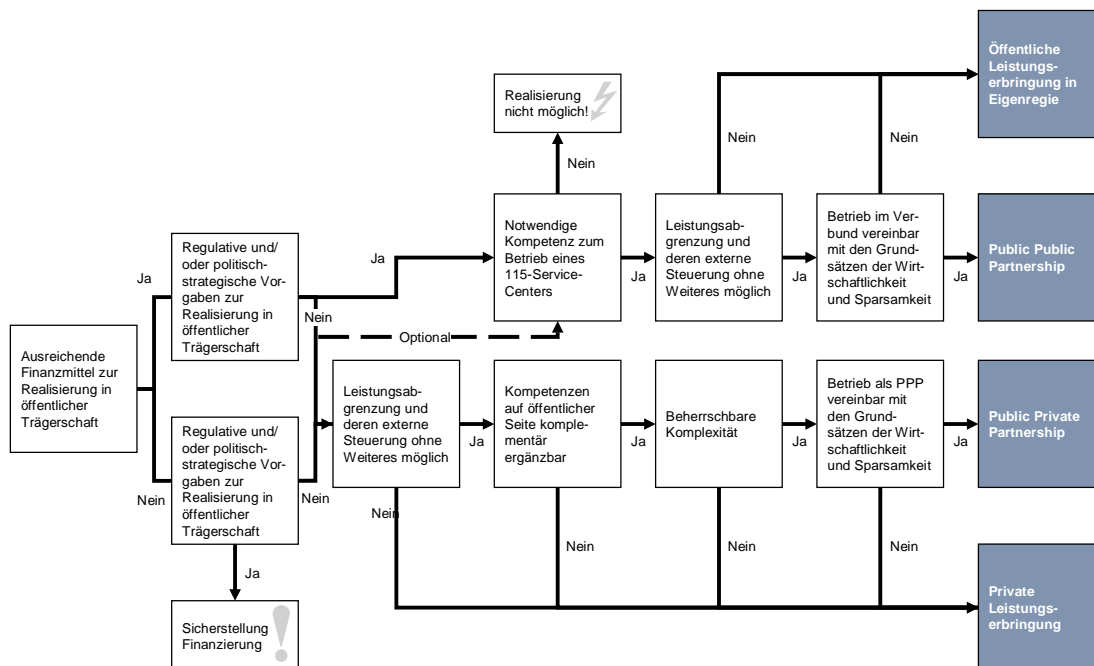 Öffentliche
Leistungs-
erbringung in
Eigenregie
Realisierung
nicht möglich!
Nein
Nein
Nein
Regulative und/
oder politisch-
strategische Vor-
gaben zur
Realisierung in
öffentlicher
Trägerschaft
Ja
Ja
Nein
Notwendige
Kompetenz zum
Betrieb eines
115-Service-
Centers
Ja
Leistungsab-
grenzung und
deren externe
Steuerung ohne
Weiteres möglich
Ja
Betrieb im Ver-
bund vereinbar
mit den Grund-
sätzen der Wirt-
schaftlichkeit
und Sparsamkeit
Ja
Public Public
Partnership
Optional
Ausreichende
Finanzmittel zur
Realisierung in
öffentlicher
Trägerschaft
Nein
Regulative und/
oder politisch-
strategische Vor-
gaben zur
Realisierung in
öffentlicher
Trägerschaft
Nein
Leistungsab-
grenzung und
deren externe
Steuerung ohne
Weiteres möglich
Ja
Kompetenzen
auf öffentlicher
Seite komple-
mentär
ergänzbar
Ja
Beherrschbare
Komplexität
Ja
Betrieb als PPP
vereinbar mit
den Grund-
sätzen der Wirt-
schaftlichkeit
und Sparsamkeit
Ja
Public Private
Partnership
Nein
Nein
Nein
Nein
Ja
Sicherstellung
Finanzierung
Private
Leistungs-
erbringung